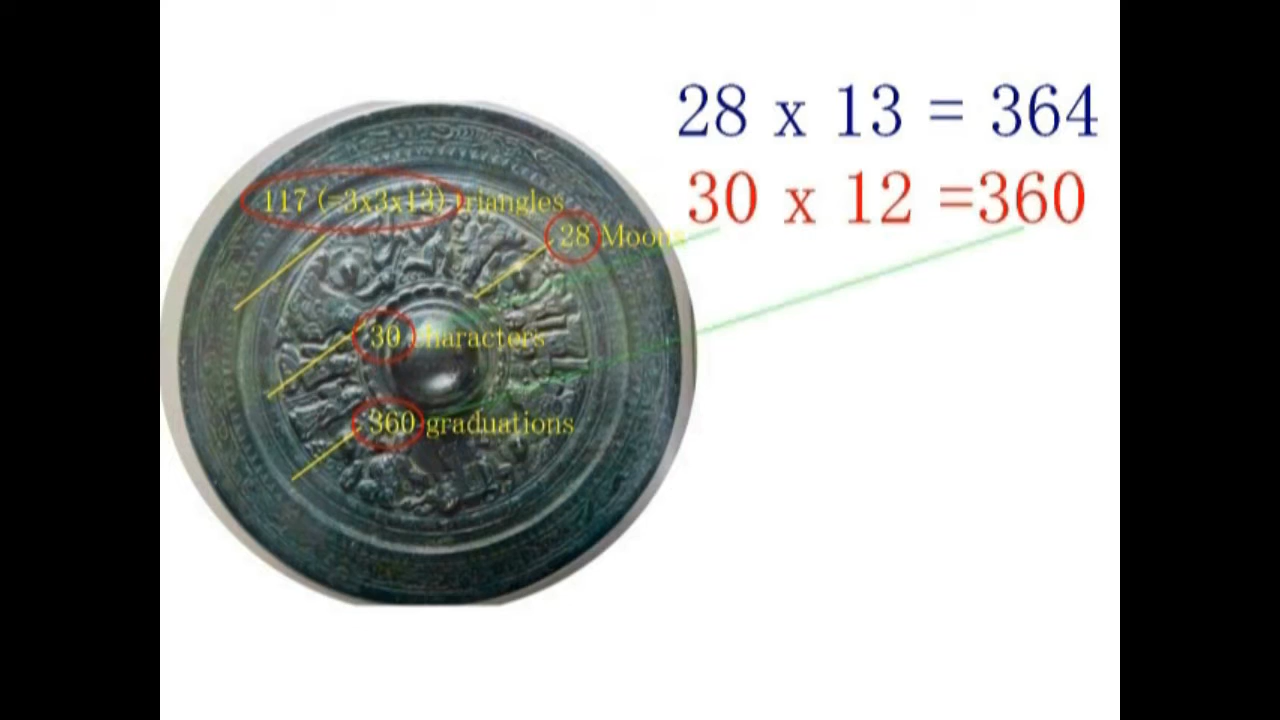 28 x 13 = 364
30 x 12 =360
117 (=3x3x13) triangles
28 Moons
30 characters
360 graduations